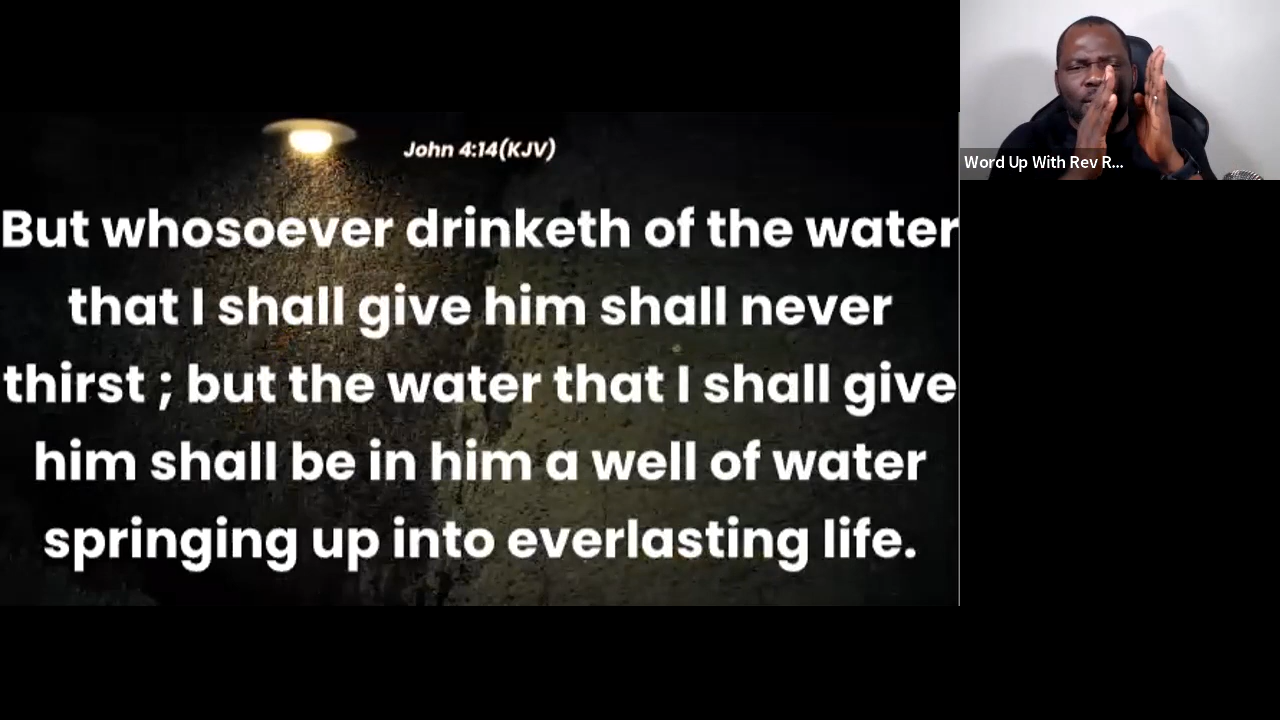 John 4:14(KJV)
But whosoever drinketh of the water
that I shall give him shall never
thirst ; but the water that I shall give
him shall be in him a well of water
springing up into everlasting life.
Word Up With Rev R...